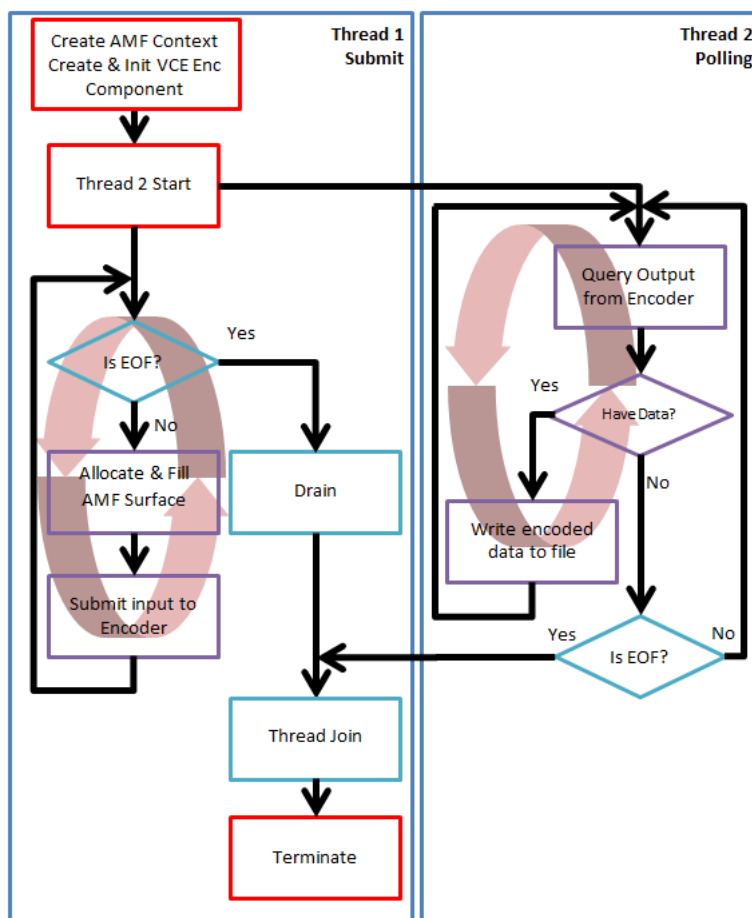 Thread 1
Submit
Create AMF Context
Create & Init VCE Enc
Component
Thread 2 Start
Is EOF?
Yes
No
Allocate & Fill
AMF Surface
Drain
Submit input to
Encoder
Thread Join
Terminate
Thread 2
Polling
Query Output
from Encoder
Have Data?
Yes
No
Write encoded
data to file
Is EOF?
Yes
No